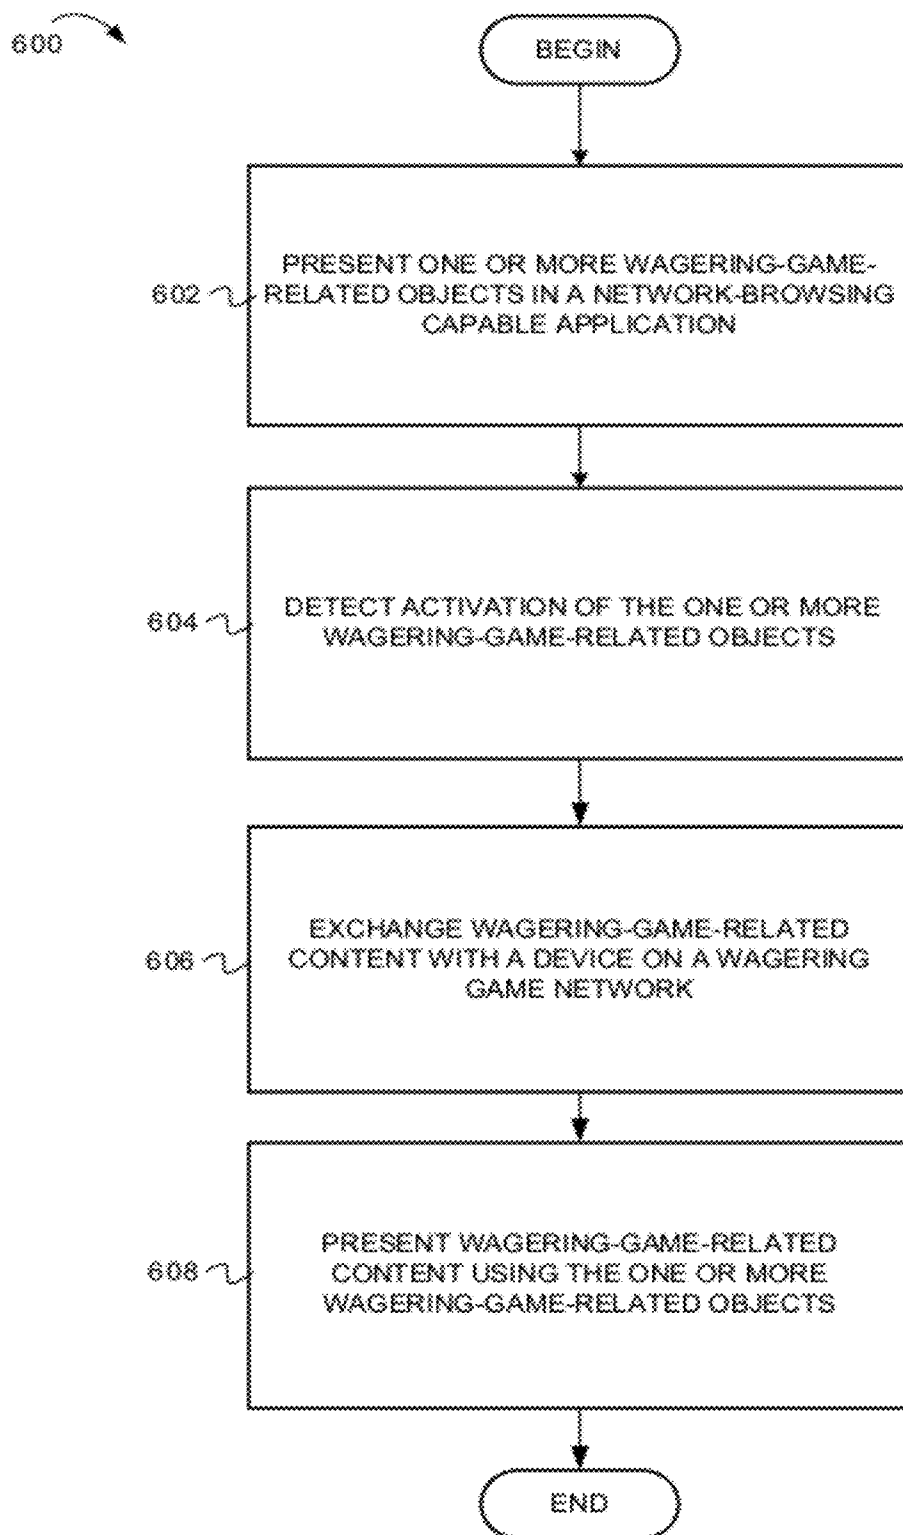 600
BEGIN
602
PRESENT ONE OR MORE WAGERING-GAME-
RELATED OBJECTS IN A NETWORK-BROWSING
CAPABLE APPLICATION
604
DETECT ACTIVATION OF THE ONE OR MORE
WAGERING-GAME-RELATED OBJECTS
606
EXCHANGE WAGERING-GAME-RELATED
CONTENT WITH A DEVICE ON A WAGERING
GAME NETWORK
608
PRESENT WAGERING-GAME-RELATED
CONTENT USING THE ONE OR MORE
WAGERING-GAME-RELATED OBJECTS
END